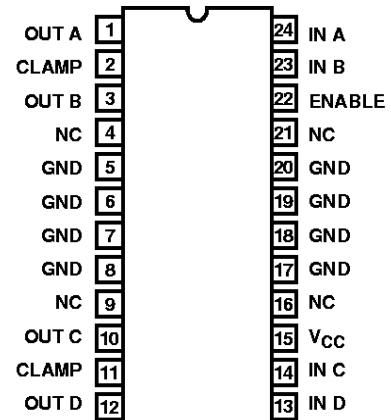 OUT A 1 24 IN A
CLAMP 2 23 IN B
OUT B 3 22 ENABLE
NC 4 21 NC
GND 5 20 GND
GND 6 19 GND
GND 7 18 GND
GND 8 17 GND
NC 9 16 NC
OUT C 10 15 VCC
CLAMP 11 14 IN C
OUT D 12 13 IN D